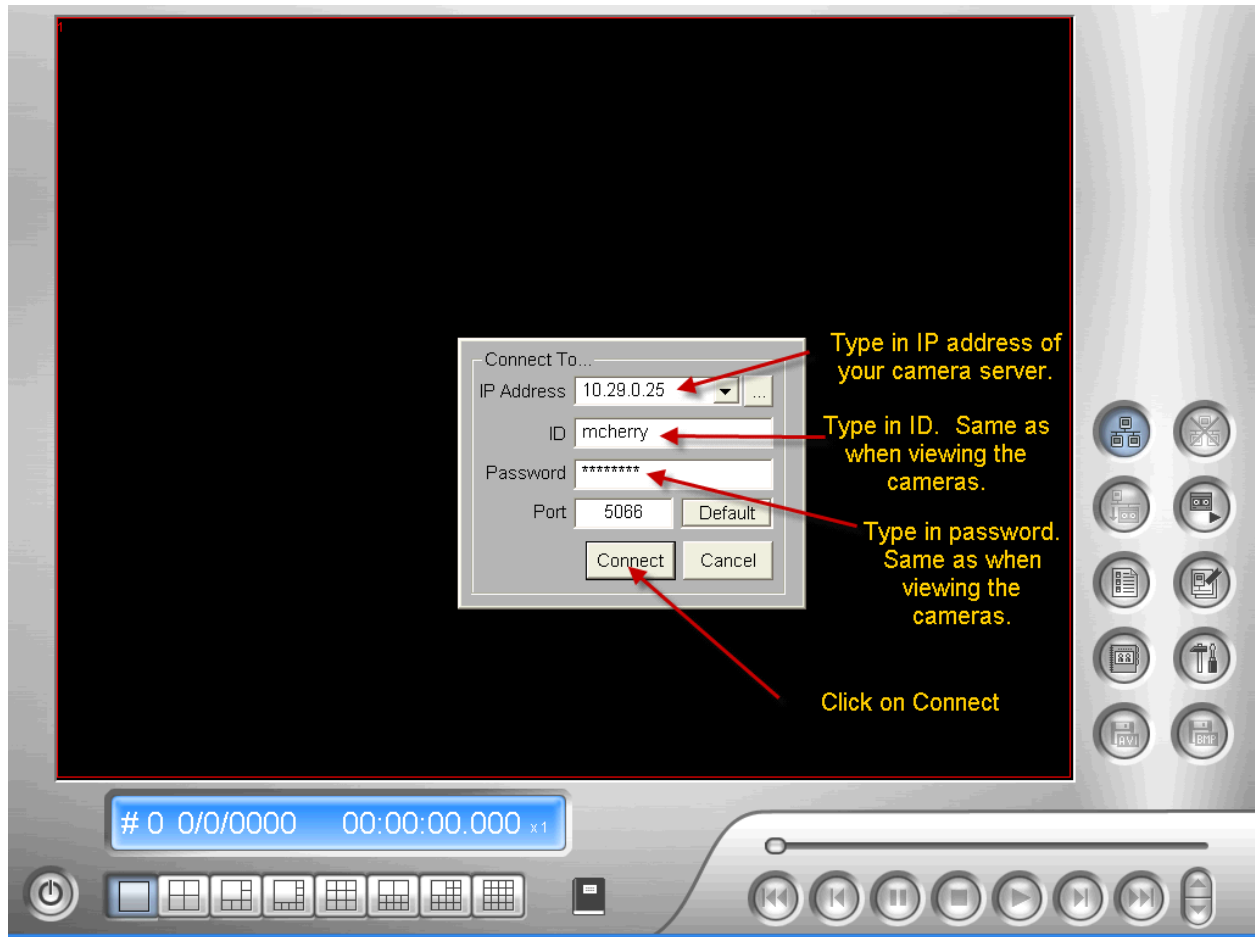 1
Connect To...
IP Address 10.29.0.25 ...
ID mcherry
Password ********
Port 5066 Default
Connect Cancel
Type in IP address of
your camera server.
Type in ID. Same as
when viewing the
cameras.
Type in password.
Same as when
viewing the
cameras.
Click on Connect
AVI
BMP
# 0 0/0/0000 00:00:00.000 x1